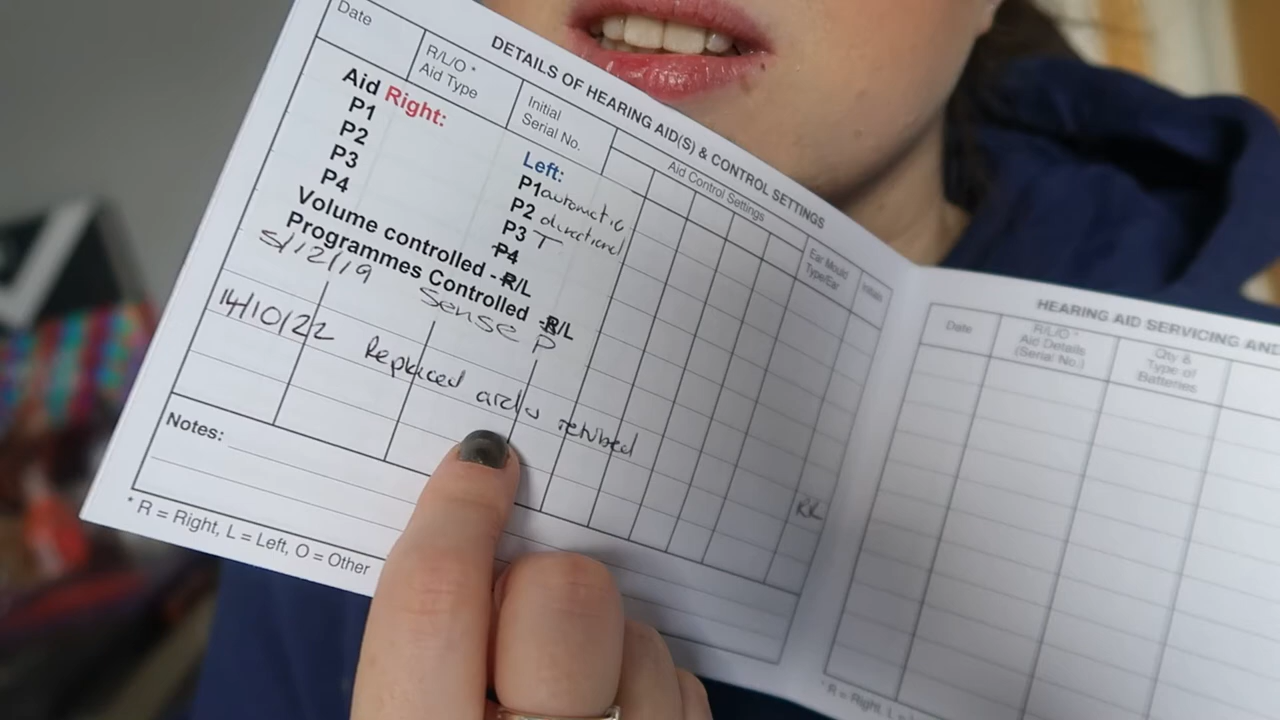 DETAILS OF HEARING AID(S) & CONTROL SETTINGS
Date
R/L/O *
Aid Type
Initial
Serial No.
Aid Control Settings
Ear Mould
Type/Ear
Initials
Aid Right:
P1
P2
P3
P4
Left:
P1 automatic
P2 directional
P3 T
P4
Volume controlled - R/L
Programmes Controlled R/L
5/12/19 Sense P
14/10/22 Replaced and retubed
RK
Notes:
* R = Right, L = Left, O = Other
HEARING AID SERVICING AND
Date
R/L/O *
Aid Details
(Serial No.)
Qty &
Type of
Batteries
* R = Right, L =